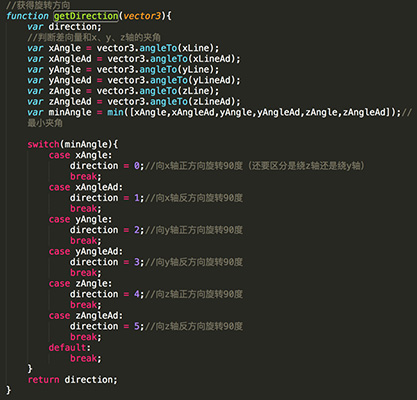 //获得旋转方向
function getDirection(vector3){
    var direction;
    //判断差向量和x、y、z轴的夹角
    var xAngle = vector3.angleTo(xLine);
    var xAngleAd = vector3.angleTo(xLineAd);
    var yAngle = vector3.angleTo(yLine);
    var yAngleAd = vector3.angleTo(yLineAd);
    var zAngle = vector3.angleTo(zLine);
    var zAngleAd = vector3.angleTo(zLineAd);
    var minAngle = min([xAngle,xAngleAd,yAngle,yAngleAd,zAngle,zAngleAd]);//
    最小夹角
    switch(minAngle){
        case xAngle:
            direction = 0;//向x轴正方向旋转90度（还要区分是绕z轴还是绕y轴）
            break;
        case xAngleAd:
            direction = 1;//向x轴反方向旋转90度
            break;
        case yAngle:
            direction = 2;//向y轴正方向旋转90度
            break;
        case yAngleAd:
            direction = 3;//向y轴反方向旋转90度
            break;
        case zAngle:
            direction = 4;//向z轴正方向旋转90度
            break;
        case zAngleAd:
            direction = 5;//向z轴反方向旋转90度
            break;
        default:
            break;
    }
    return direction;
}